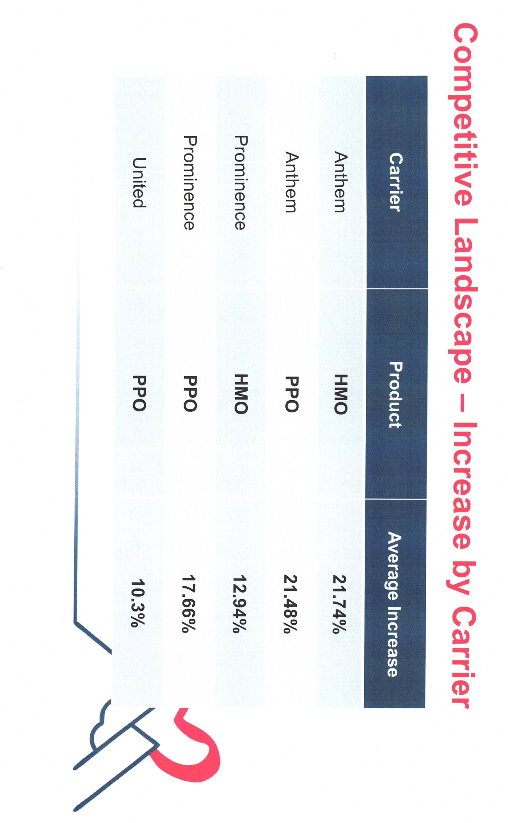 Competitive Landscape – Increase by Carrier
Carrier Product Average Increase
Anthem HMO 21.74%
Anthem PPO 21.48%
Prominence HMO 12.94%
Prominence PPO 17.66%
United PPO 10.3%